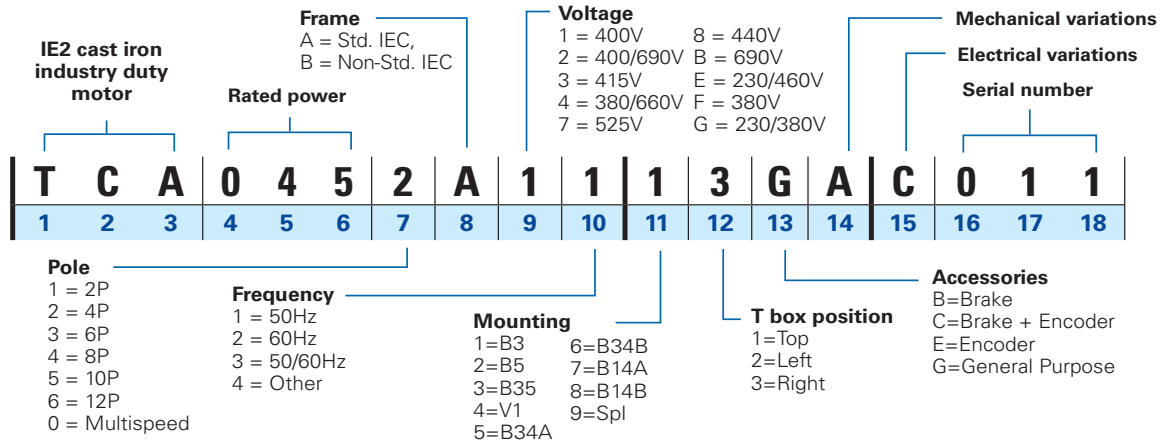 Frame
A = Std. IEC,
B = Non-Std. IEC
Voltage
1 = 400V 8 = 440V
2 = 400/690V B = 690V
3 = 415V E = 230/460V
4 = 380/660V F = 380V
7 = 525V G = 230/380V
Mechanical variations
Electrical variations
Serial number
IE2 cast iron
industry duty
motor
Rated power
T C A 0 4 5 2 A 1 1 1 3 G A C 0 1 1
1 2 3 4 5 6 7 8 9 10 11 12 13 14 15 16 17 18
Pole
1 = 2P
2 = 4P
3 = 6P
4 = 8P
5 = 10P
6 = 12P
0 = Multispeed
Frequency
1 = 50Hz
2 = 60Hz
3 = 50/60Hz
4 = Other
Mounting
1=B3 6=B34B
2=B5 7=B14A
3=B35 8=B14B
4=V1 9=Spl
5=B34A
T box position
1=Top
2=Left
3=Right
Accessories
B=Brake
C=Brake + Encoder
E=Encoder
G=General Purpose